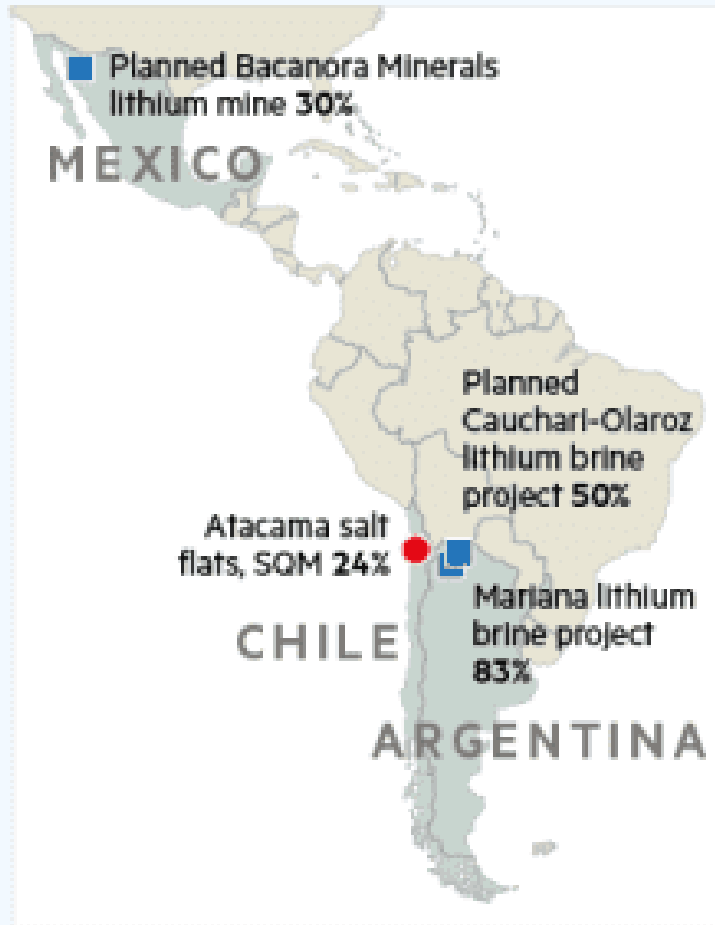 Planned Bacanora Minerals
lithium mine 30%
MEXICO
Planned
Cauchari-Olaroz
lithium brine
project 50%
Atacama salt
flats, SQM 24%
Mariana lithium
brine project
83%
CHILE
ARGENTINA